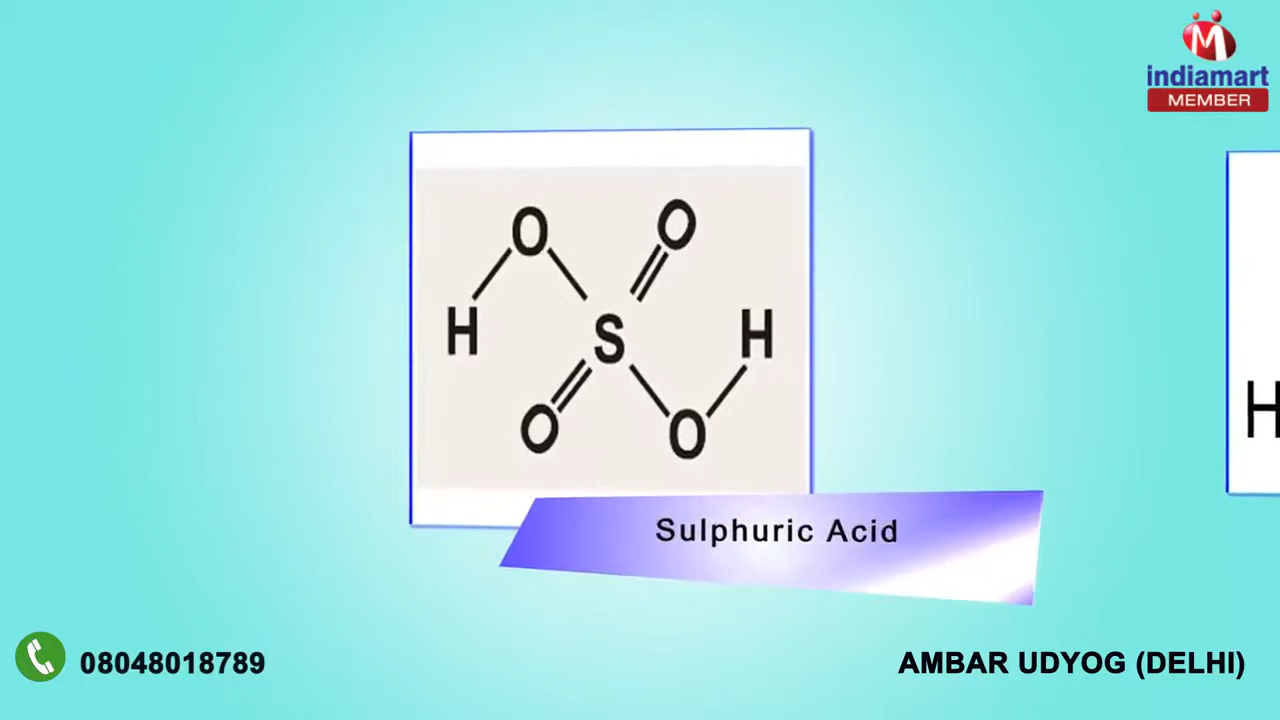 indiamart
MEMBER
O
O
H
S
H
O
O
H
Sulphuric Acid
08048018789
AMBAR UDYOG (DELHI)